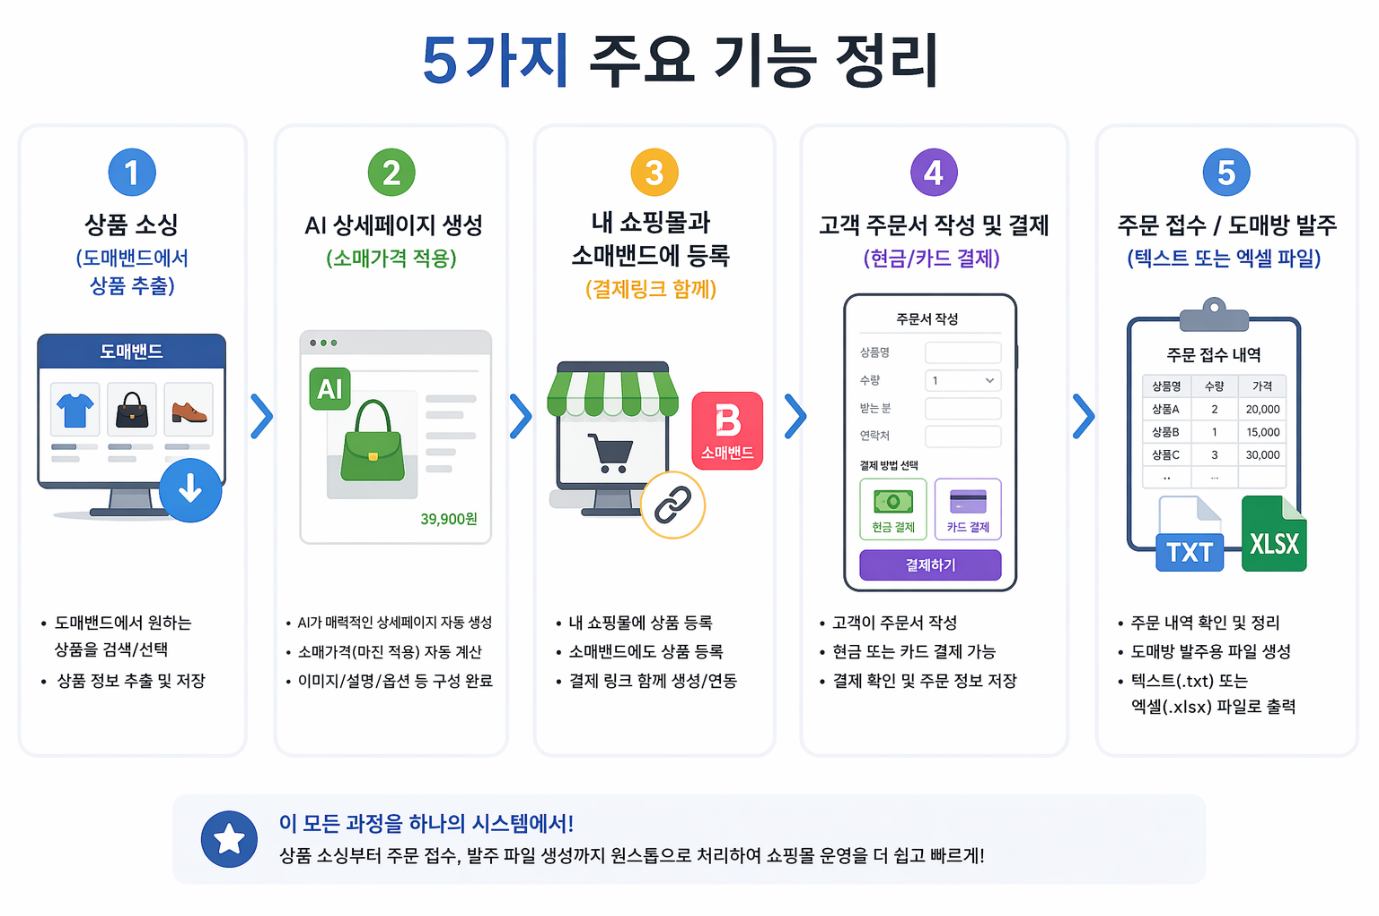 5가지 주요 기능 정리
1
상품 소싱
(도매밴드에서
상품 추출)
도매밴드
• 도매밴드에서 원하는
상품을 검색/선택
• 상품 정보 추출 및 저장
2
AI 상세페이지 생성
(소매가격 적용)
AI
39,900원
• AI가 매력적인 상세페이지 자동 생성
• 소매가격(마진 적용) 자동 계산
• 이미지/설명/옵션 등 구성 완료
3
내 쇼핑몰과
소매밴드에 등록
(결제링크 함께)
B
소매밴드
• 내 쇼핑몰에 상품 등록
• 소매밴드에도 상품 등록
• 결제 링크 함께 생성/연동
4
고객 주문서 작성 및 결제
(현금/카드 결제)
주문서 작성
상품명
수량 1
받는 분
연락처
결제 방법 선택
현금 결제 카드 결제
결제하기
• 고객이 주문서 작성
• 현금 또는 카드 결제 가능
• 결제 확인 및 주문 정보 저장
5
주문 접수 / 도매방 발주
(텍스트 또는 엑셀 파일)
주문 접수 내역
상품명 수량 가격
상품A 2 20,000
상품B 1 15,000
상품C 3 30,000
.. ...
TXT XLSX
• 주문 내역 확인 및 정리
• 도매방 발주용 파일 생성
• 텍스트(.txt) 또는
엑셀(.xlsx) 파일로 출력
이 모든 과정을 하나의 시스템에서!
상품 소싱부터 주문 접수, 발주 파일 생성까지 원스톱으로 처리하여 쇼핑몰 운영을 더 쉽고 빠르게!